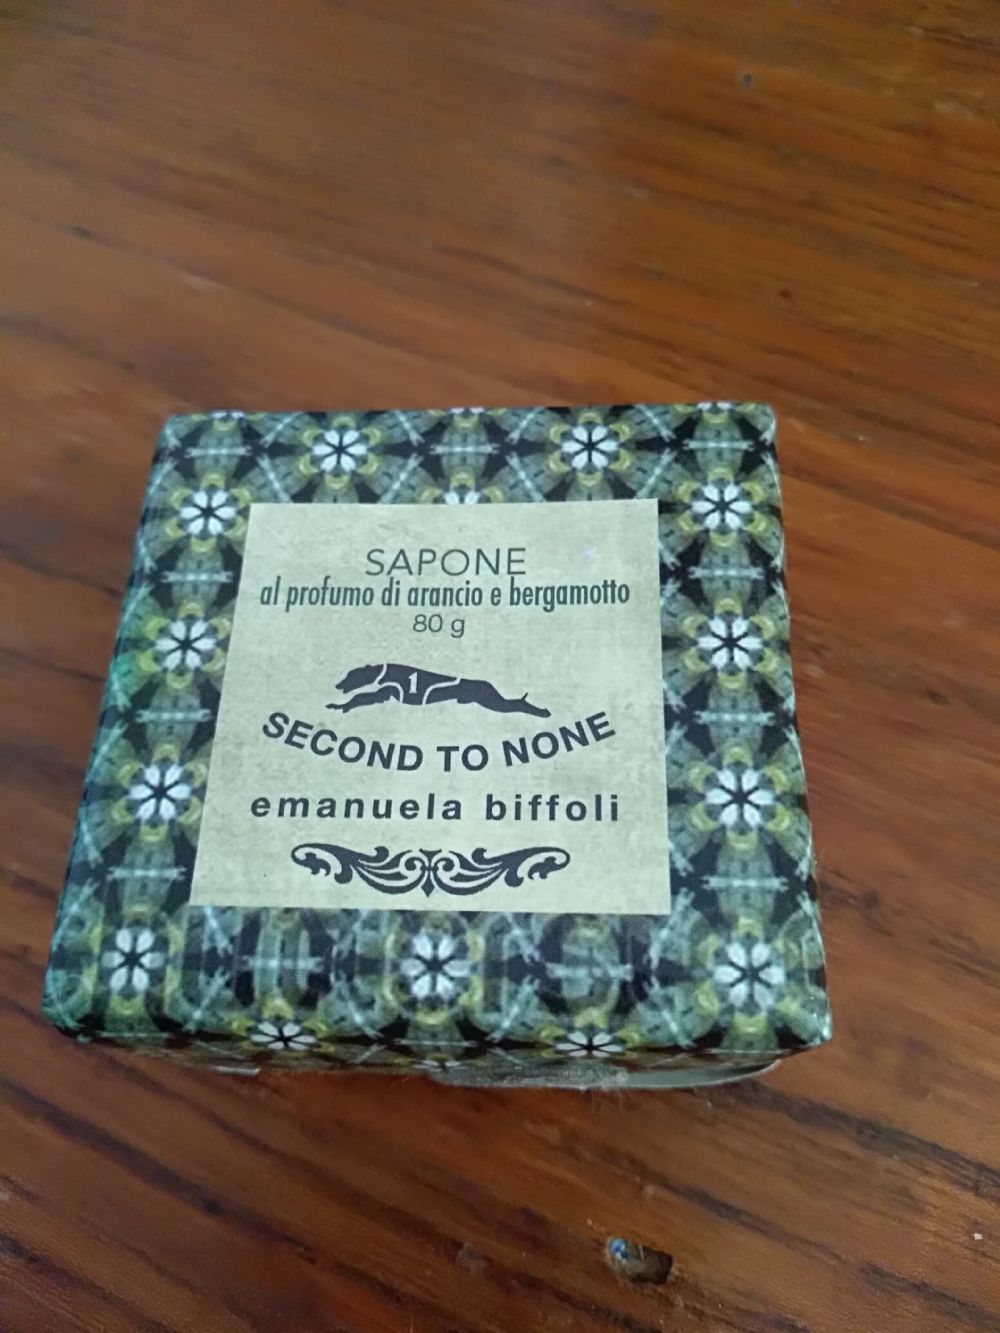 SAPONE
al profumo di arancio e bergamotto
80 g
1
SECOND TO NONE
emanuela biffoli